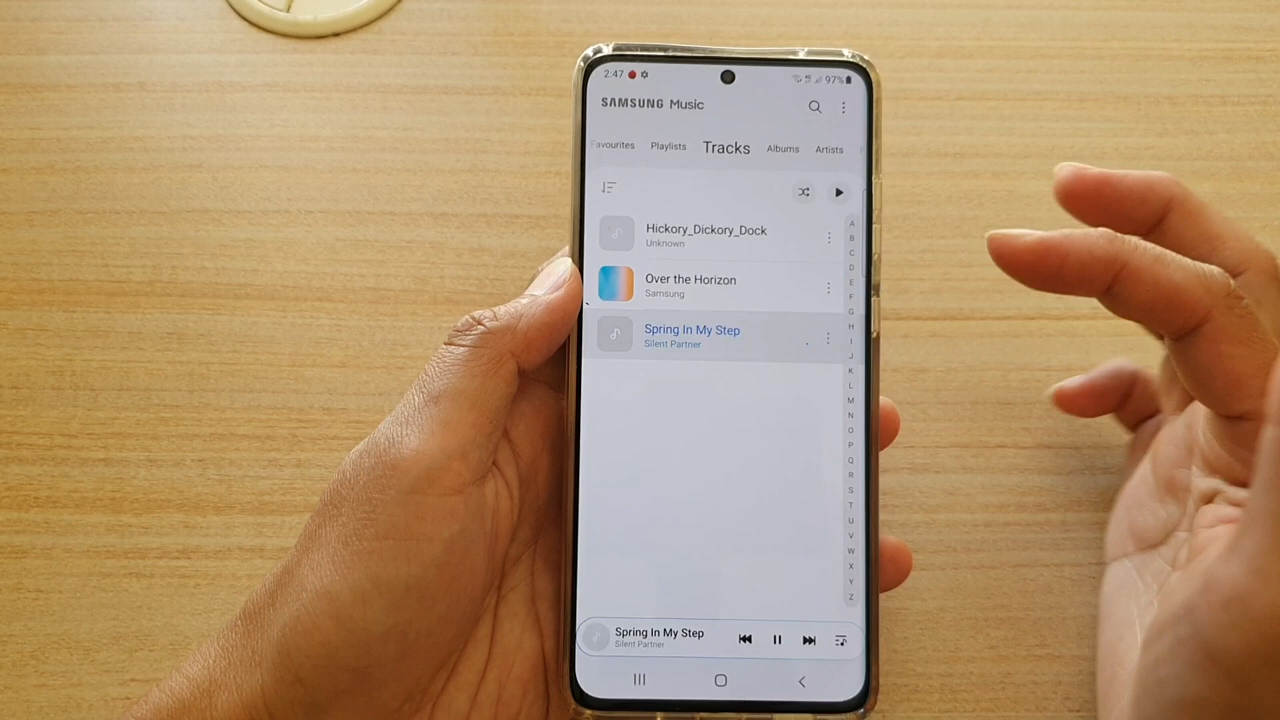 2:47 97%
SAMSUNG Music
Favourites Playlists Tracks Albums Artists
Hickory_Dickory_Dock
Unknown
Over the Horizon
Samsung
Spring In My Step
Silent Partner
A
B
C
D
E
F
G
H
I
J
K
L
M
N
O
P
Q
R
S
T
U
V
W
X
Y
Z
Spring In My Step
Silent Partner